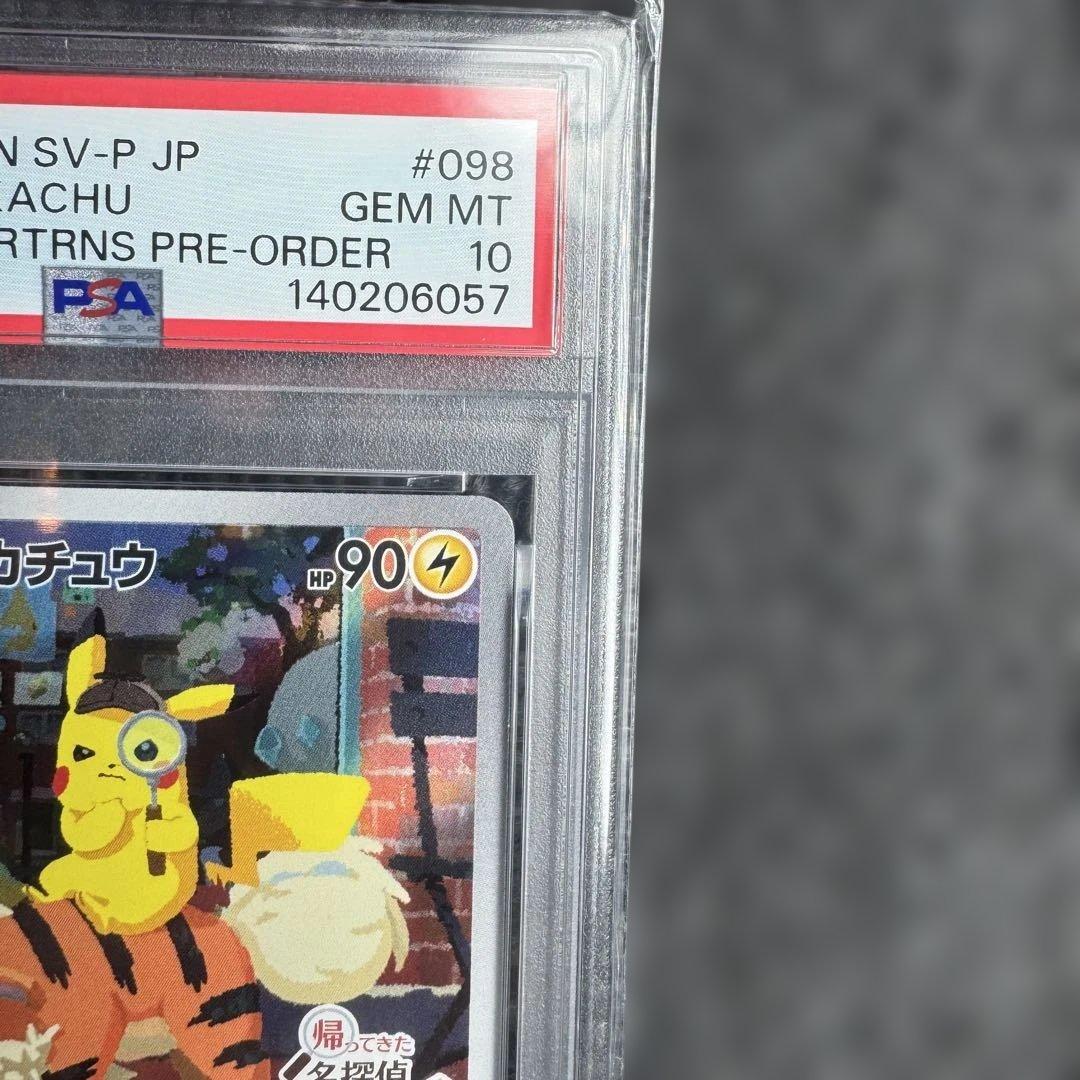 N SV-P JP #098
KACHU GEM MT
RTRNS PRE-ORDER 10
PSA 140206057
カチュウ HP 90
帰ってきた
名探偵